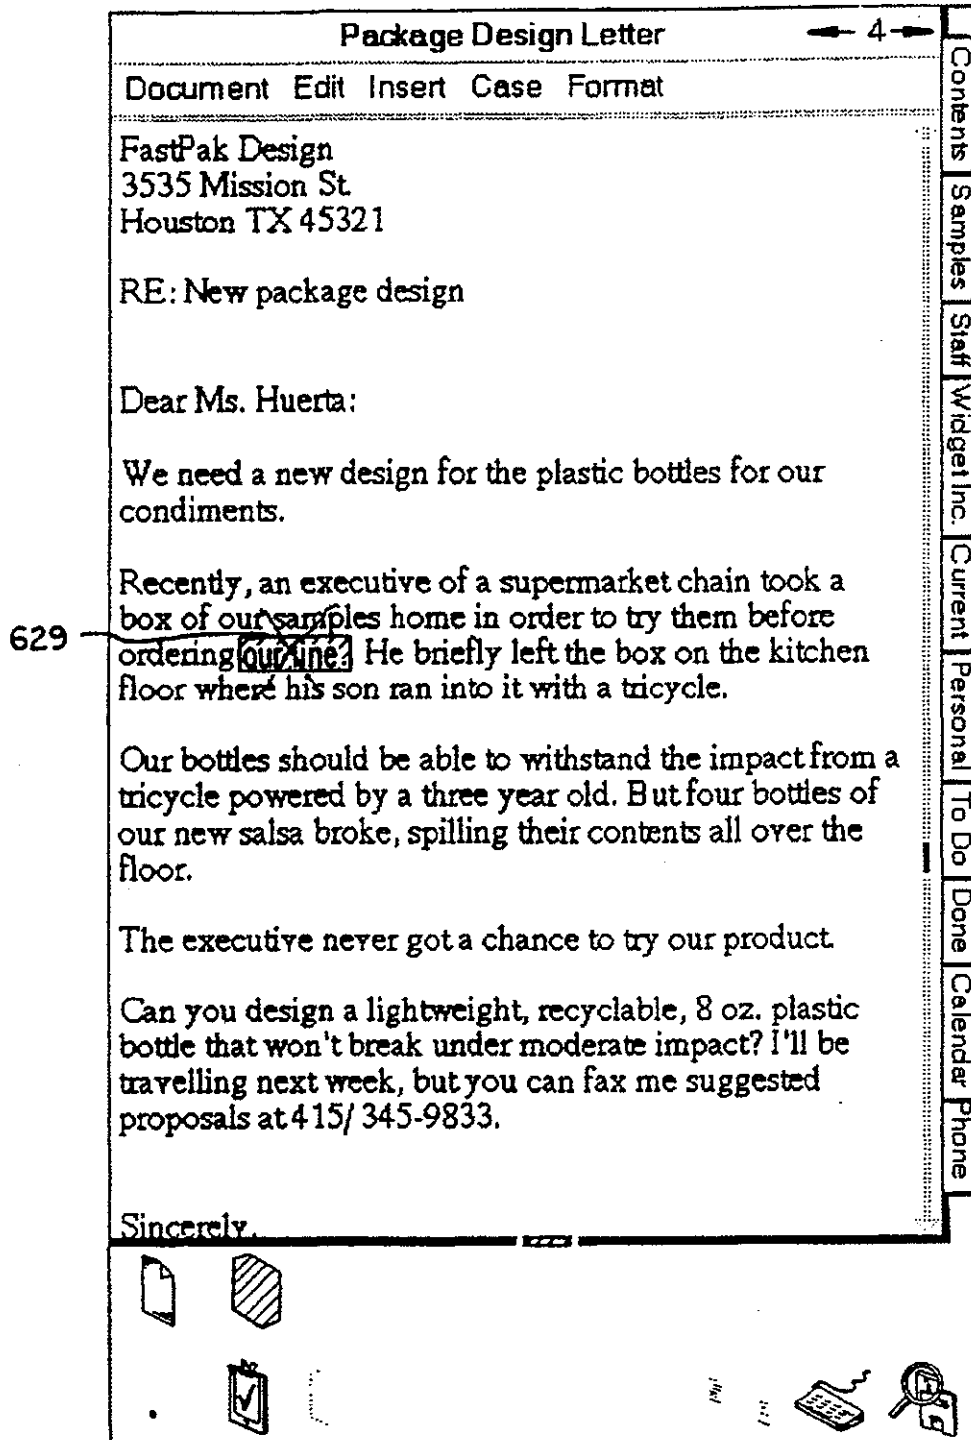 Package Design Letter 4
Document Edit Insert Case Format
FastPak Design
3535 Mission St.
Houston TX 45321
RE: New package design
Dear Ms. Huerta:
We need a new design for the plastic bottles for our
condiments.
Recently, an executive of a supermarket chain took a
box of our samples home in order to try them before
629
ordering our line. He briefly left the box on the kitchen
floor where his son ran into it with a tricycle.
Our bottles should be able to withstand the impact from a
tricycle powered by a three year old. But four bottles of
our new salsa broke, spilling their contents all over the
floor.
The executive never got a chance to try our product.
Can you design a lightweight, recyclable, 8 oz. plastic
bottle that won't break under moderate impact? I'll be
travelling next week, but you can fax me suggested
proposals at 415/ 345-9833.
Sincerely,
Contents
Samples
Staff
Widget Inc.
Current
Personal
To Do
Done
Calendar
Phone